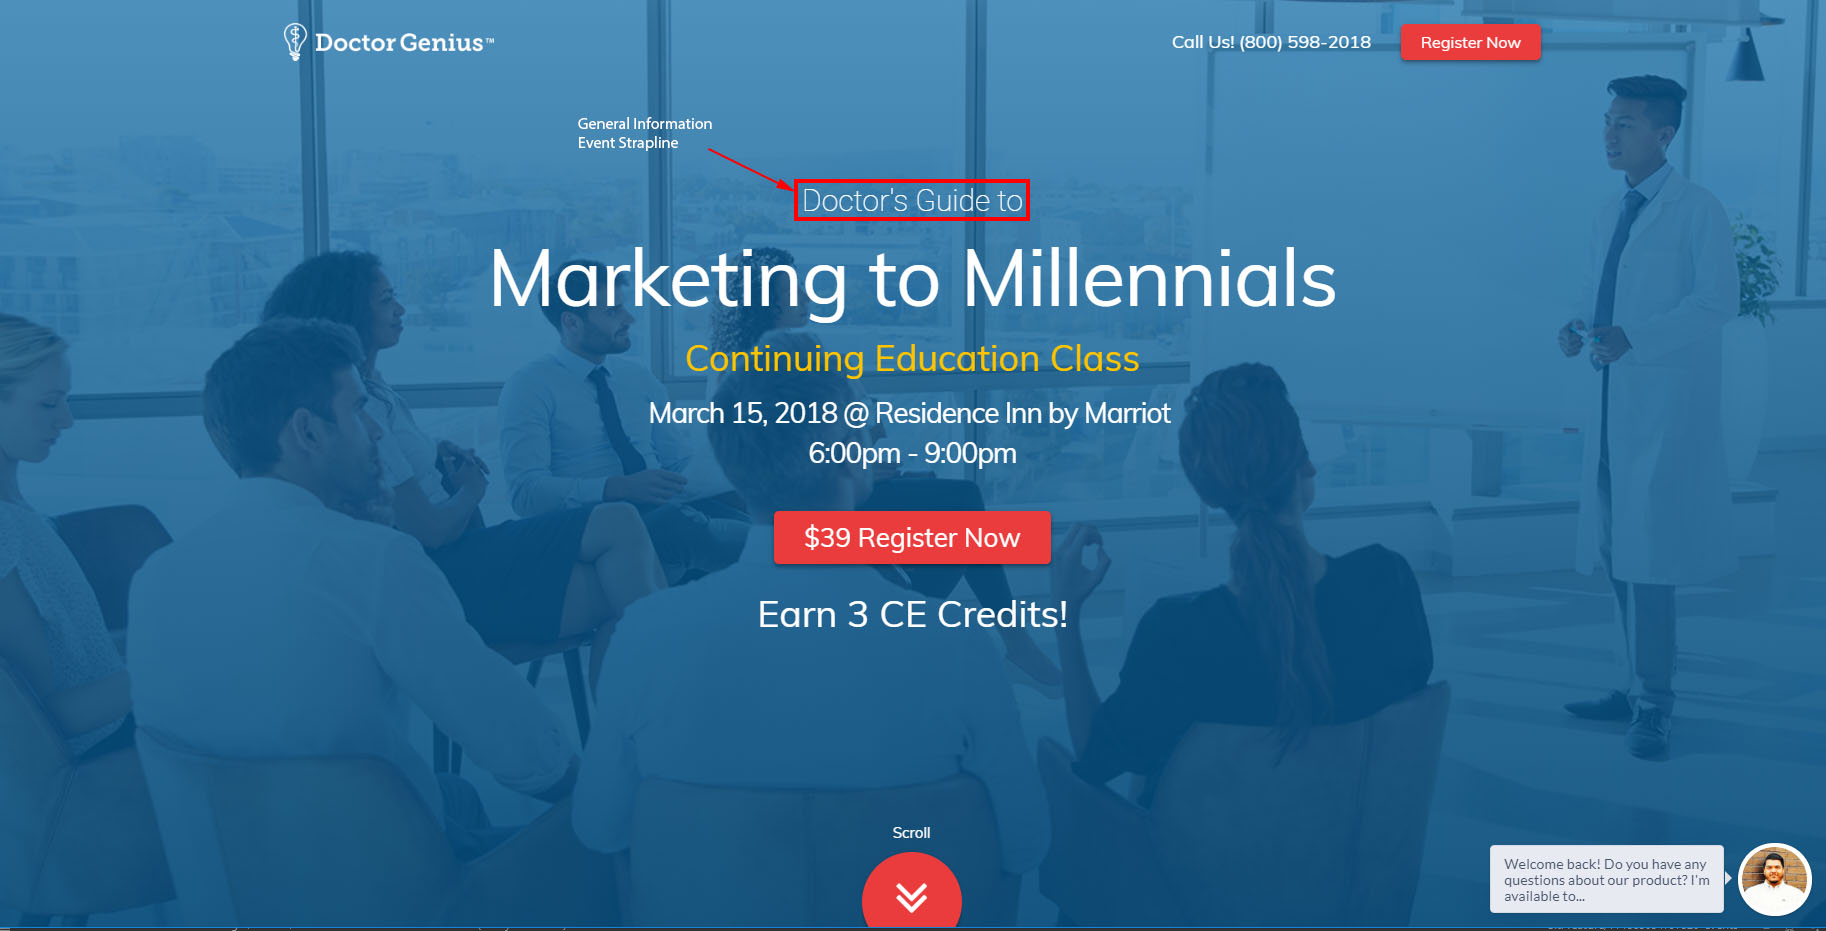 Doctor Genius™
Call Us! (800) 598-2018
Register Now
General Information
Event Strapline
Doctor's Guide to
Marketing to Millennials
Continuing Education Class
March 15, 2018 @ Residence Inn by Marriot
6:00pm - 9:00pm
$39 Register Now
Earn 3 CE Credits!
Scroll
Welcome back! Do you have any
questions about our product? I'm
available to...